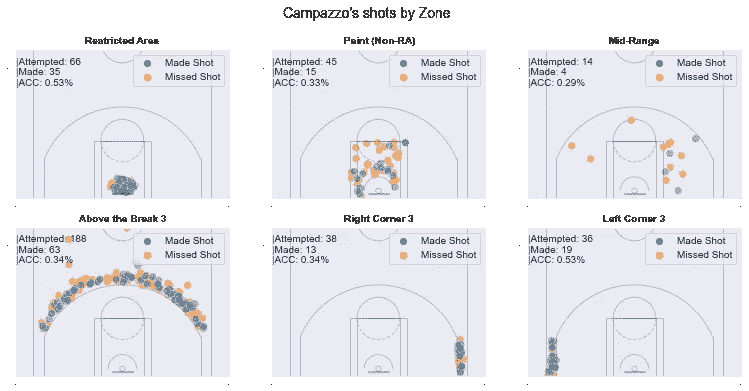 Campazzo's shots by Zone
Restricted Area
|Attempted: 66
|Made: 35
|ACC: 0.53%
Made Shot
Missed Shot
Paint (Non-RA)
|Attempted: 45
|Made: 15
|ACC: 0.33%
Made Shot
Missed Shot
Mid-Range
|Attempted: 14
|Made: 4
|ACC: 0.29%
Made Shot
Missed Shot
Above the Break 3
|Attempted: 188
|Made: 63
|ACC: 0.34%
Made Shot
Missed Shot
Right Corner 3
|Attempted: 38
|Made: 13
|ACC: 0.34%
Made Shot
Missed Shot
Left Corner 3
|Attempted: 36
|Made: 19
|ACC: 0.53%
Made Shot
Missed Shot